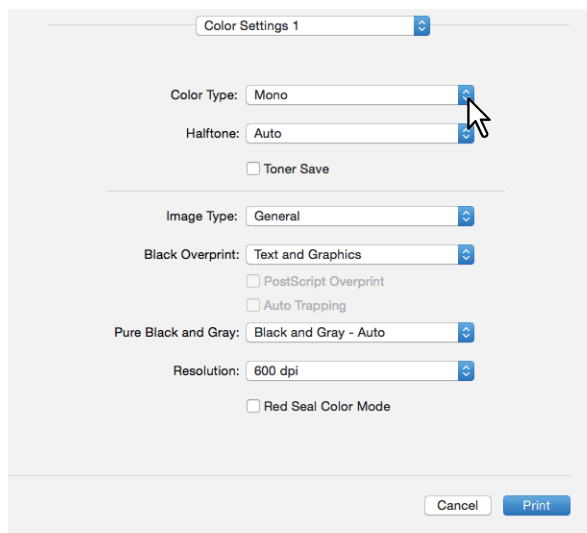 Color Settings 1
Color Type: Mono
Halftone: Auto
Toner Save
Image Type: General
Black Overprint: Text and Graphics
PostScript Overprint
Auto Trapping
Pure Black and Gray: Black and Gray - Auto
Resolution: 600 dpi
Red Seal Color Mode
Cancel Print